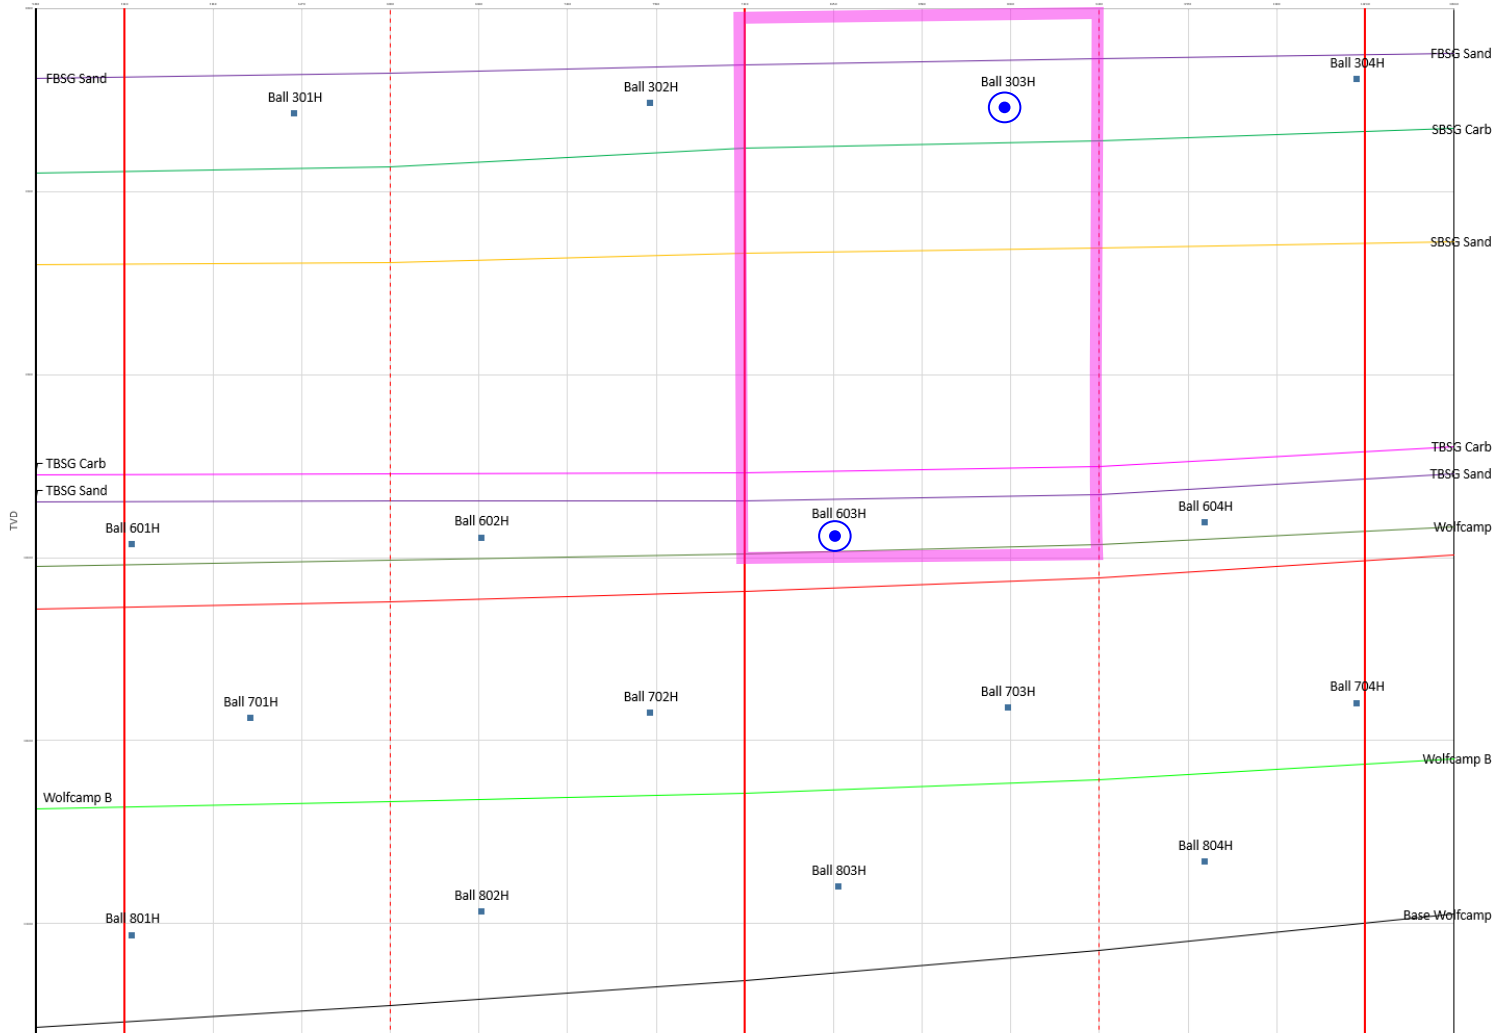 FBSG Sand
FBSG Sand
Ball 304H
Ball 303H
Ball 302H
Ball 301H
SBSG Carb
SBSG Sand
TBSG Carb
TBSG Carb
TBSG Sand
TBSG Sand
Ball 604H
Ball 603H
Ball 602H
Ball 601H
TVD
Wolfcamp
Ball 704H
Ball 703H
Ball 702H
Ball 701H
Wolfcamp B
Wolfcamp B
Ball 804H
Ball 803H
Ball 802H
Ball 801H
Base Wolfcamp